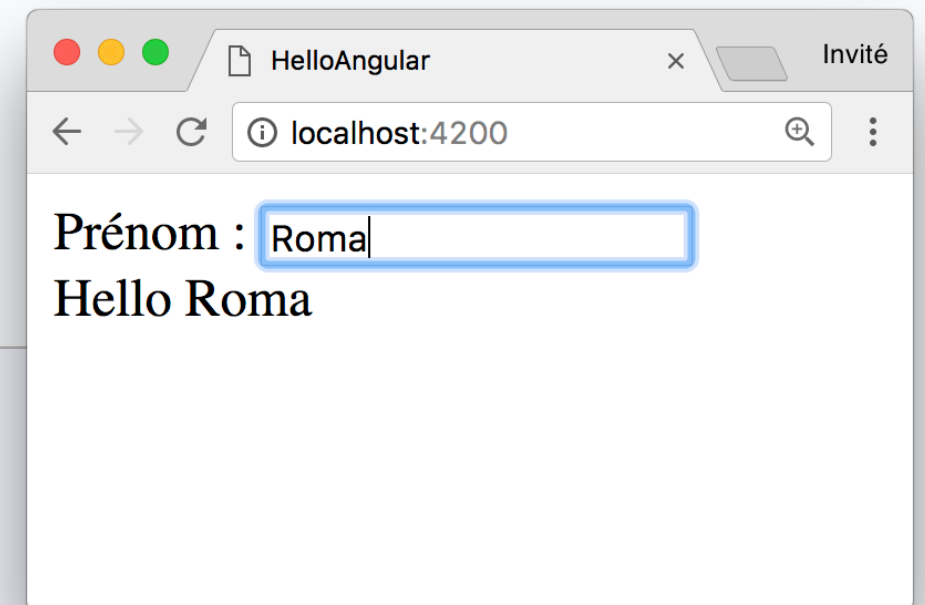 HelloAngular
Invité
localhost:4200
Prénom : Roma
Hello Roma